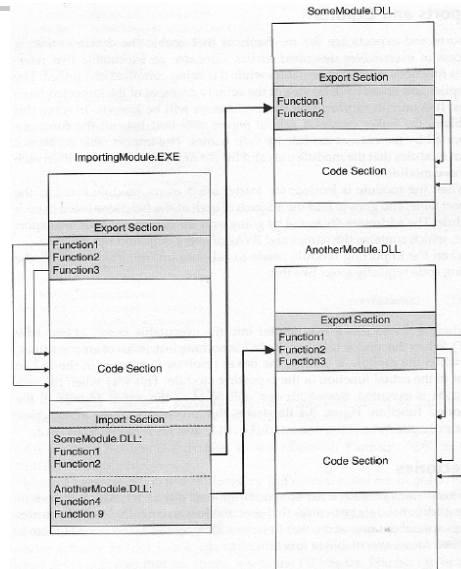 SomeModule.DLL
Export Section
Function1
Function2
Code Section
ImportingModule.EXE
Export Section
Function1
Function2
Function3
Code Section
Import Section
SomeModule.DLL:
Function1
Function2
AnotherModule.DLL:
Function4
Function 9
AnotherModule.DLL
Export Section
Function1
Function2
Function3
Code Section